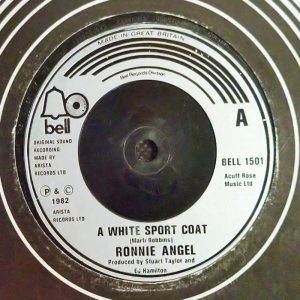 MADE IN GREAT BRITAIN
Bell Records Division
bell
A
ORIGINAL SOUND
RECORDING
MADE BY
ARISTA
RECORDS LTD
BELL 1501
Acuff Rose
Music Ltd
P & C
1982
ARISTA
RECORDS LTD
A WHITE SPORT COAT
(Marti Robbins)
RONNIE ANGEL
Produced by Stuart Taylor and
EJ Hamilton